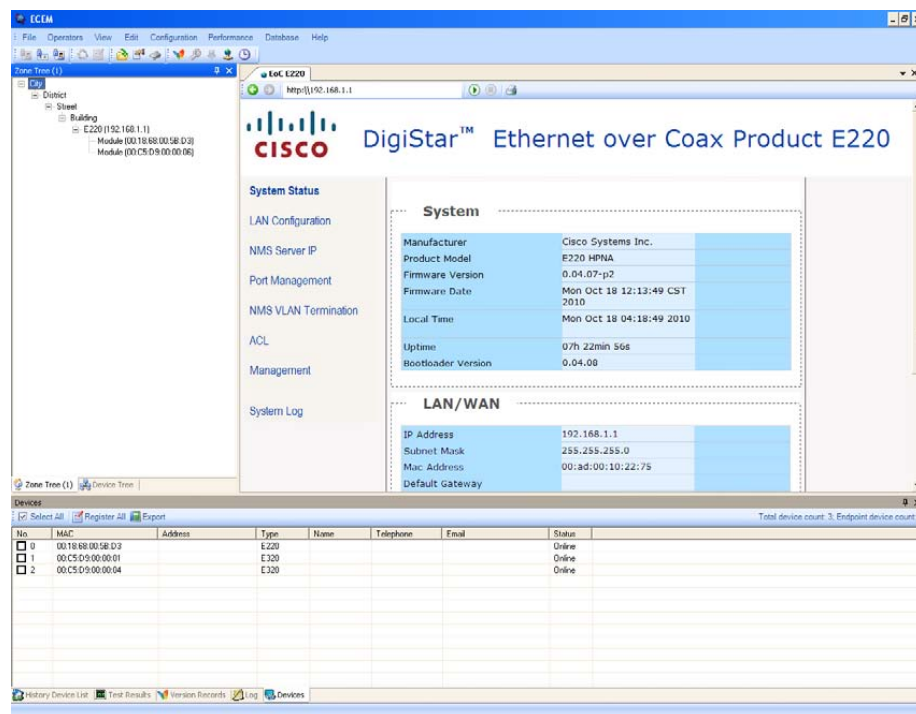 ECEM
File Operators View Edit Configuration Performance Database Help
Zone Tree (1)
City
District
Street
Building
E220 (192.168.1.1)
Module (00:18:68:00:5B:D3)
Module (00:C5:D9:00:00:06)
Zone Tree (1) Device Tree
EoC E220
http:\\192.168.1.1
CISCO
DigiStar™ Ethernet over Coax Product E220
System Status
LAN Configuration
NMS Server IP
Port Management
NMS VLAN Termination
ACL
Management
System Log
System
Manufacturer Cisco Systems Inc.
Product Model E220 HPNA
Firmware Version 0.04.07-p2
Firmware Date Mon Oct 18 12:13:49 CST
2010
Local Time Mon Oct 18 04:18:49 2010
Uptime 07h 22min 56s
Bootloader Version 0.04.08
LAN/WAN
IP Address 192.168.1.1
Subnet Mask 255.255.255.0
Mac Address 00:ad:00:10:22:75
Default Gateway
Devices
Select All Register All Export Total device count: 3; Endpoint device count
No. MAC Address Type Name Telephone Email Status
0 00:18:68:00:5B:D3 E220 Online
1 00:C5:D9:00:00:01 E320 Online
2 00:C5:D9:00:00:04 E320 Online
History Device List Test Results Version Records Log Devices